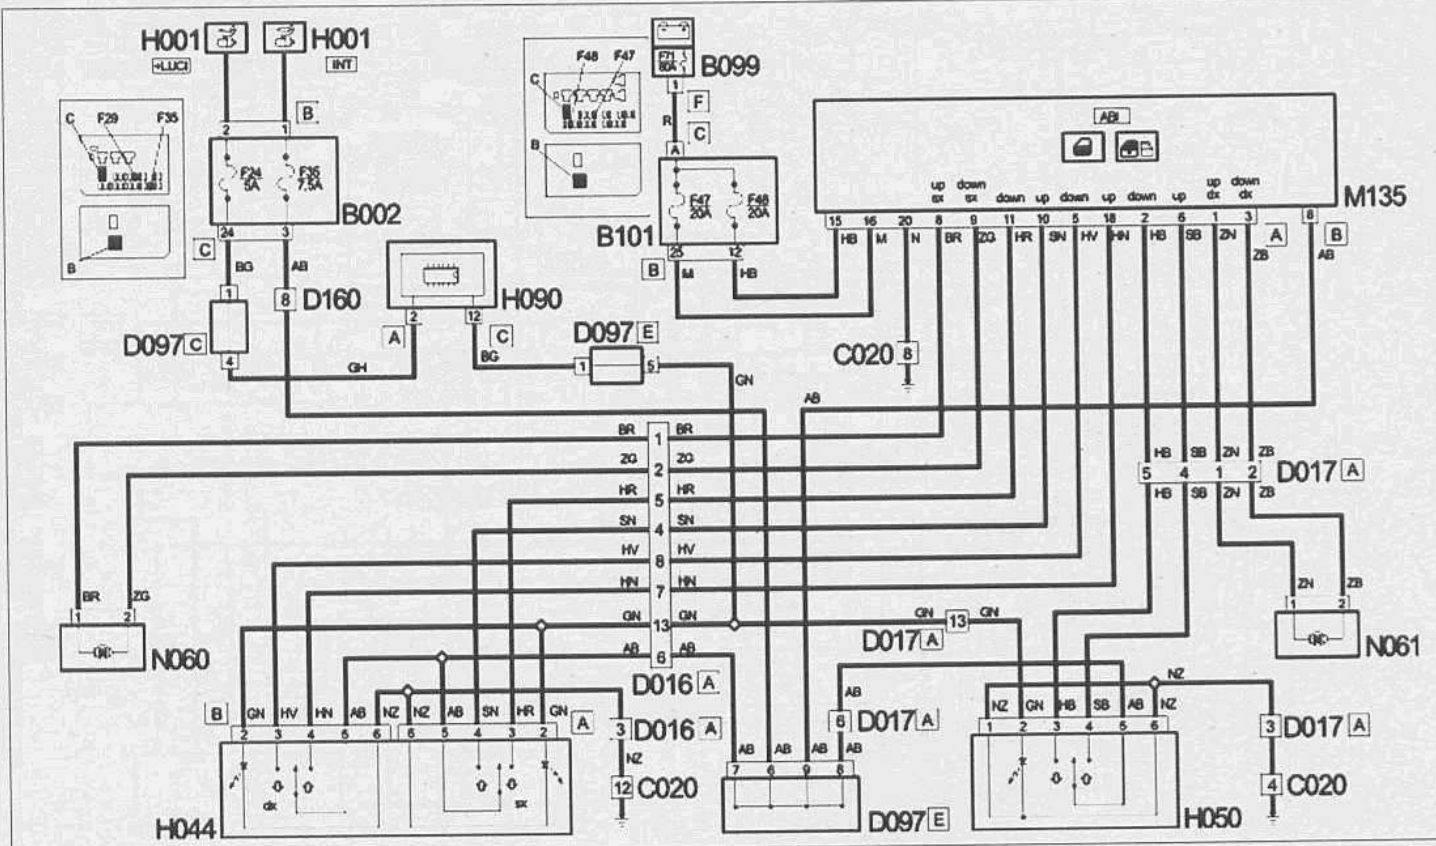 H001
H001
+LUCI
INT
F48 F47
F71
80A
B099
1
F
C F29 F35
B
2 1
C
R
C
A
ABI
F24
5A
F35
7.5A
B002
B
F47
20A
F48
20A
B101
up sx
down sx
down up down up
down up
up dx
down dx
M135
15 16 20 8 9 11 10 5 18 2 6 1 3 8
HB M N BR ZG HR SN HV HN HB SB ZN ZB
A B
AB
24 3
C
BG AB
B
B
25 12
M HB
1
8 D160
H090
2 12
A C
D097 C
4
GH
BG
D097 E
1 5
GN
C020 8
AB
BR 1 BR
ZG 2 ZG
HR 5 HR
SN 4 SN
HV 8 HV
HN 7 HN
GN 13 GN
AB 6 AB
D016 A
HB SB ZN ZB
5 4 1 2
D017 A
HB SB ZN ZB
BR ZG
1 2
N060
GN 13 GN
D017 A
ZN ZB
1 2
N061
B GN HV HN AB NZ NZ AB SN HR GN A
2 3 4 5 6 6 5 4 3 2
dx sx
H044
3 D016 A
NZ
12 C020
AB
6 D017 A
AB AB AB AB
7 6 9 8
D097 E
NZ GN HB SB AB NZ
1 2 3 4 5 6
H050
NZ
3 D017 A
4 C020